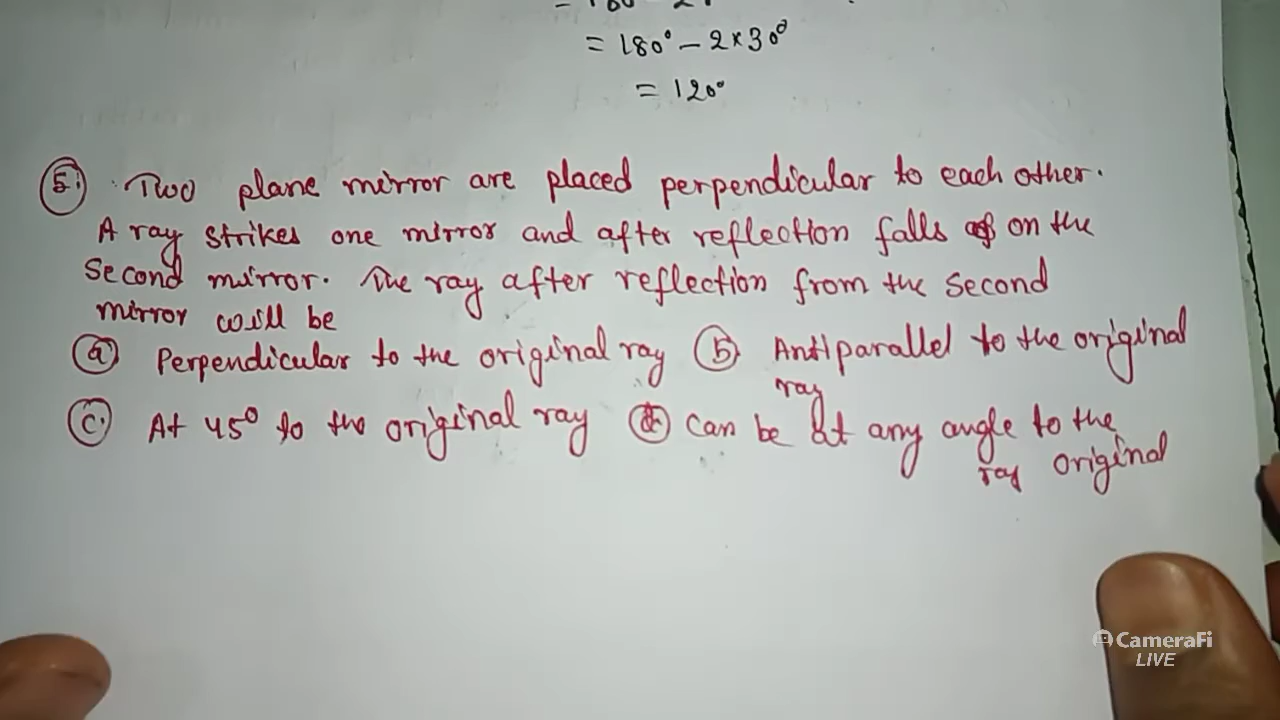 = 180° - 2×30°
= 120°
5. Two plane mirror are placed perpendicular to each other.
A ray strikes one mirror and after reflection falls on the
second mirror. The ray after reflection from the second
mirror will be
a Perpendicular to the original ray b Antiparallel to the original
ray
c. At 45° to the original ray d can be at any angle to the
ray original
CameraFi
LIVE